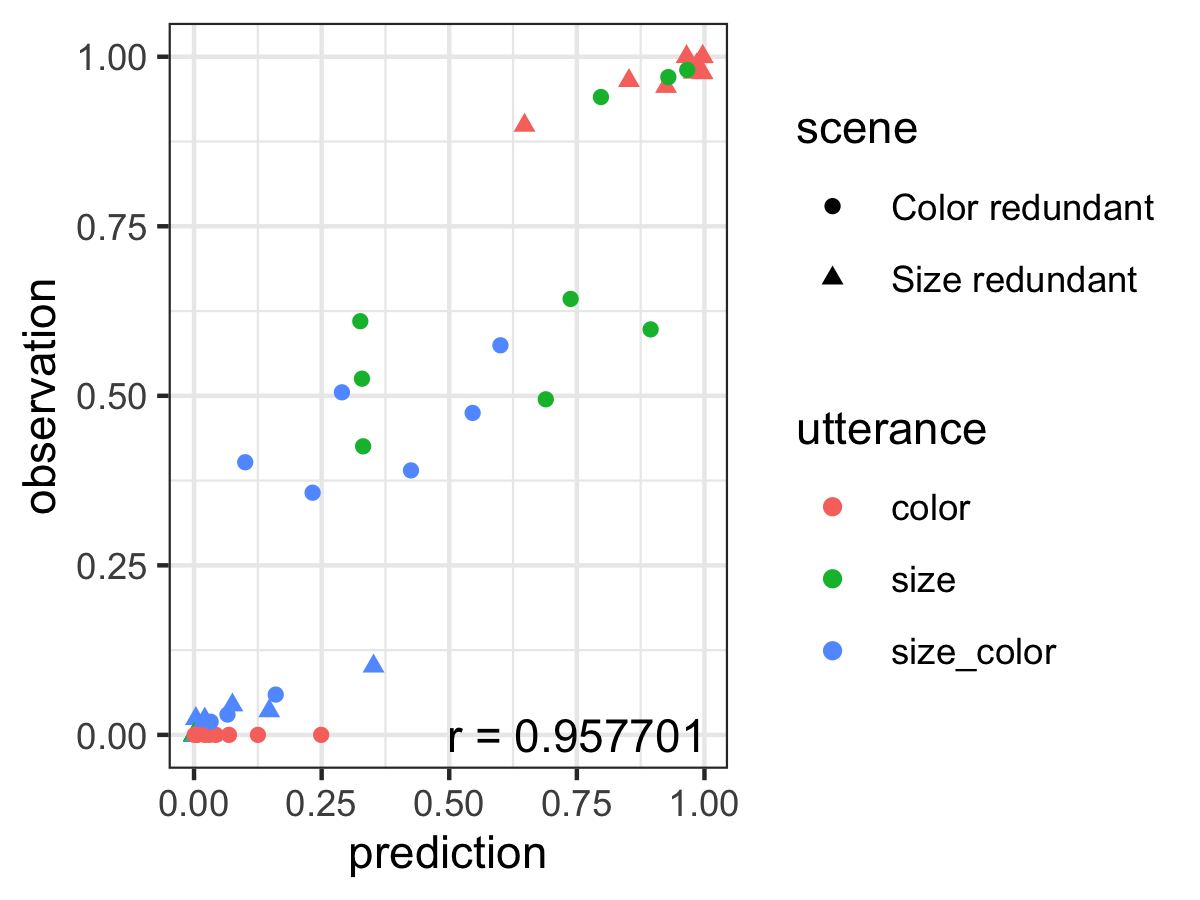 1.00
0.75
0.50
0.25
0.00
observation
r = 0.957701
0.00 0.25 0.50 0.75 1.00
prediction
scene
Color redundant
Size redundant
utterance
color
size
size_color